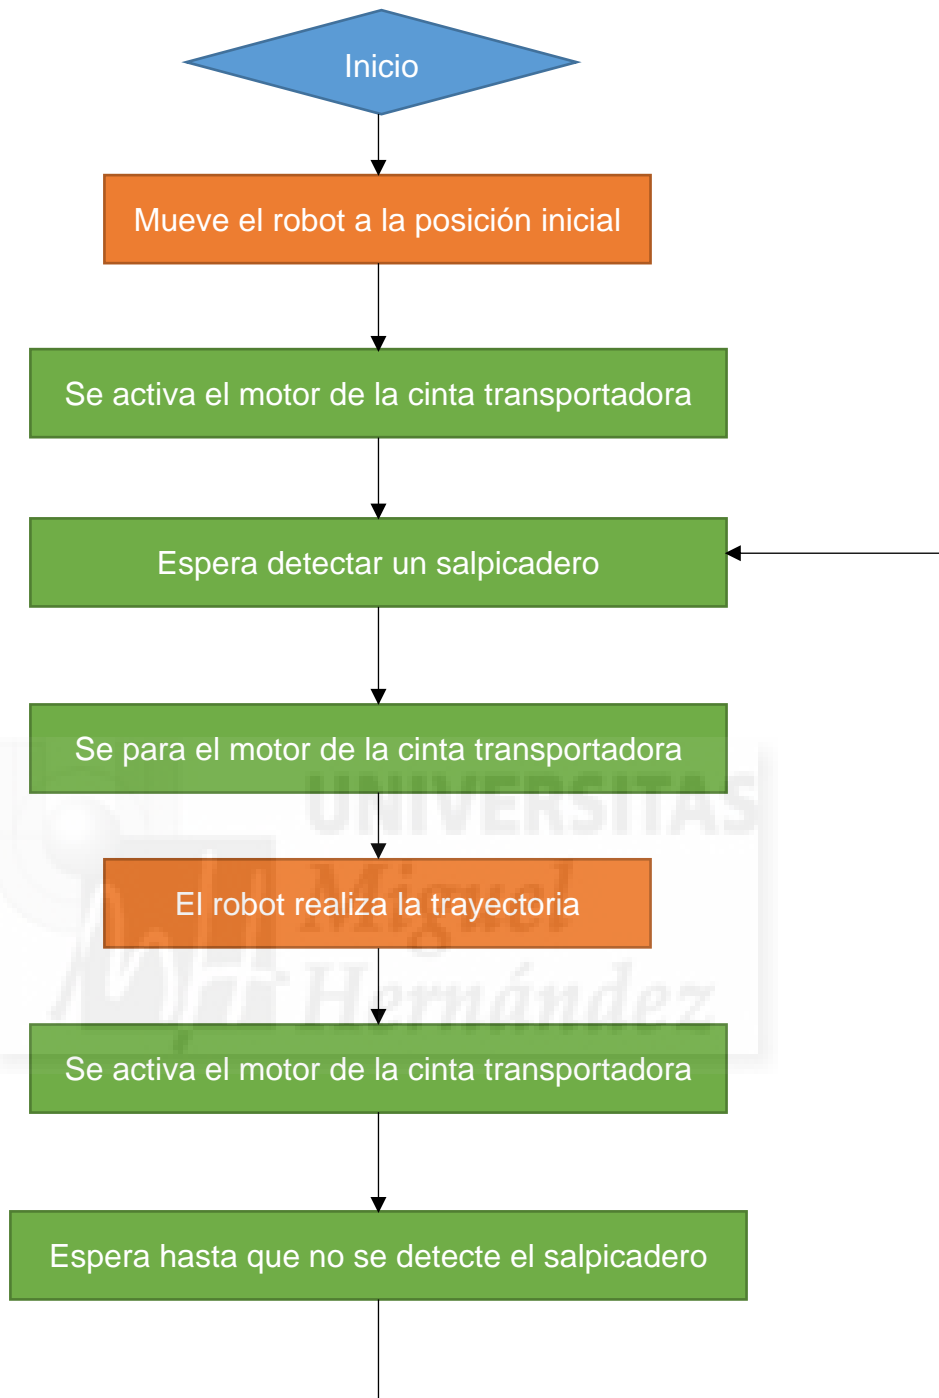 Inicio
Mueve el robot a la posición inicial
Se activa el motor de la cinta transportadora
Espera detectar un salpicadero
Se para el motor de la cinta transportadora
UNIVERSITAS
El robot realiza la trayectoria
Miguel
Hernández
Se activa el motor de la cinta transportadora
Espera hasta que no se detecte el salpicadero